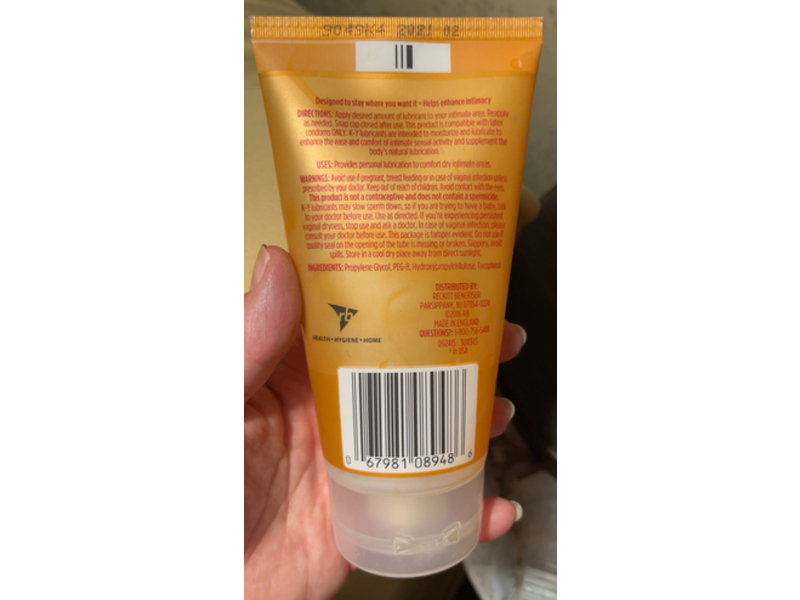 9049K4 2021 02
Designed to stay where you want it • Helps enhance intimacy
DIRECTIONS: Apply desired amount of lubricant to your intimate area. Reapply
as needed. Snap cap closed after use. This product is compatible with latex
condoms ONLY. K-Y lubricants are intended to moisturize and lubricate to
enhance the ease and comfort of intimate sexual activity and supplement the
body's natural lubrication.
USES: Provides personal lubrication to comfort dry intimate areas.
WARNINGS: Avoid use if pregnant, breast feeding or in case of vaginal infection unless
prescribed by your doctor. Keep out of reach of children. Avoid contact with the eyes.
This product is not a contraceptive and does not contain a spermicide.
K-Y lubricants may slow sperm down, so if you are trying to have a baby, talk
to your doctor before use. Use as directed. If you're experiencing persistent
vaginal dryness, stop use and ask a doctor. In case of vaginal infection, please
consult your doctor before use. This package is tamper evident. Do not use if
quality seal on the opening of the tube is missing or broken. Slippery, avoid
spills. Store in a cool dry place away from direct sunlight.
INGREDIENTS: Propylene Glycol, PEG-8, Hydroxypropylcellulose, Tocopherol
DISTRIBUTED BY:
RECKITT BENCKISER
PARSIPPANY, NJ 07054-0224
MADE IN ENGLAND
QUESTIONS? 1-800-756-5488
rb
HEALTH • HYGIENE • HOME
0 67981 08948 6